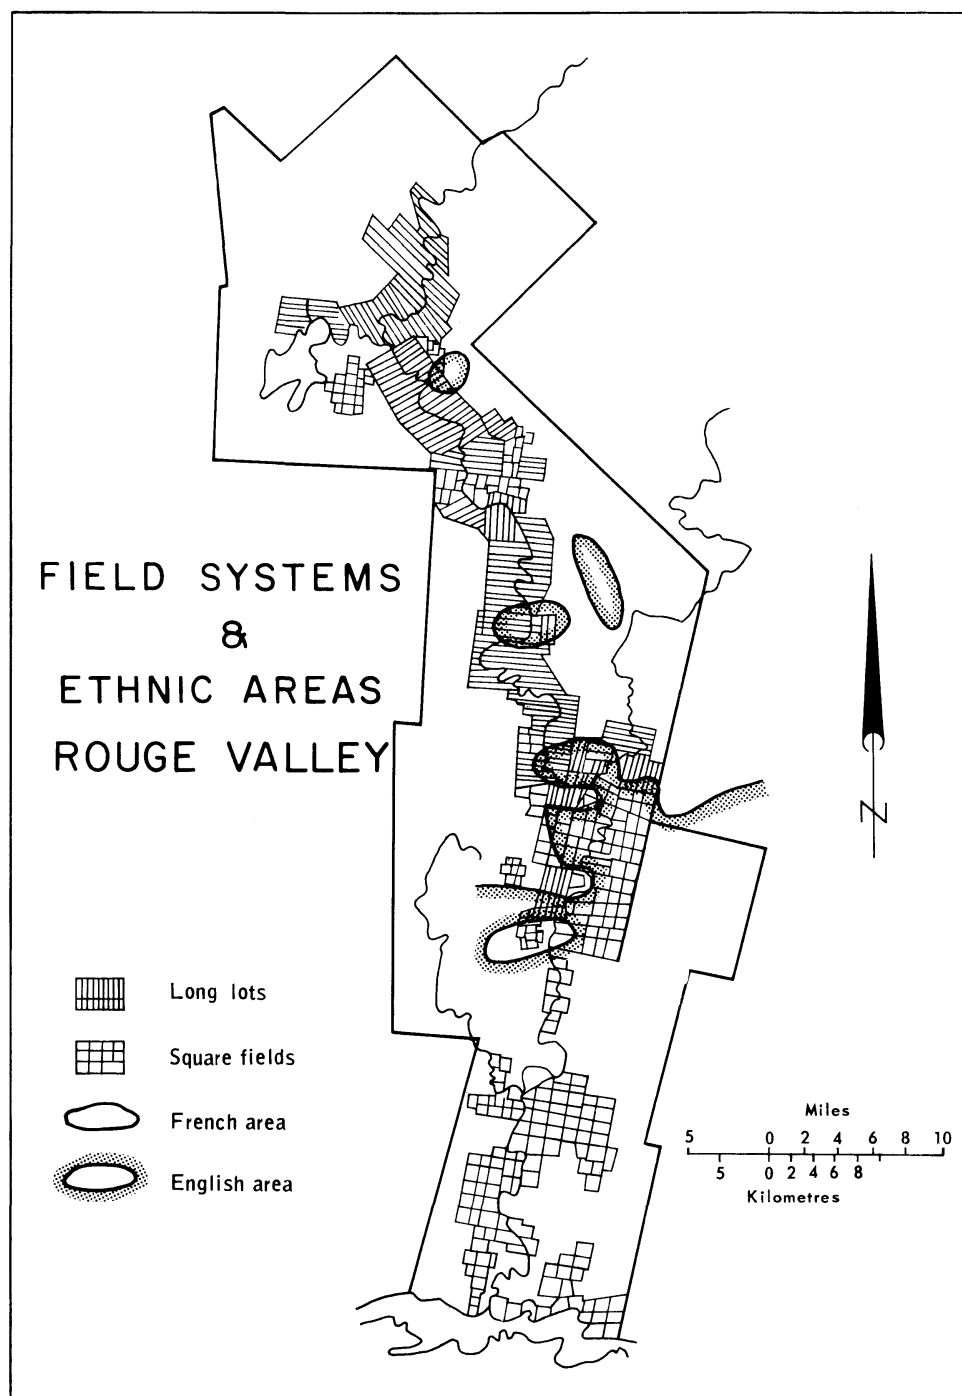 FIELD SYSTEMS
&
ETHNIC AREAS
ROUGE VALLEY
N
Long lots
Square fields
French area
English area
Miles
5 0 2 4 6 8 10
5 0 2 4 6 8
Kilometres